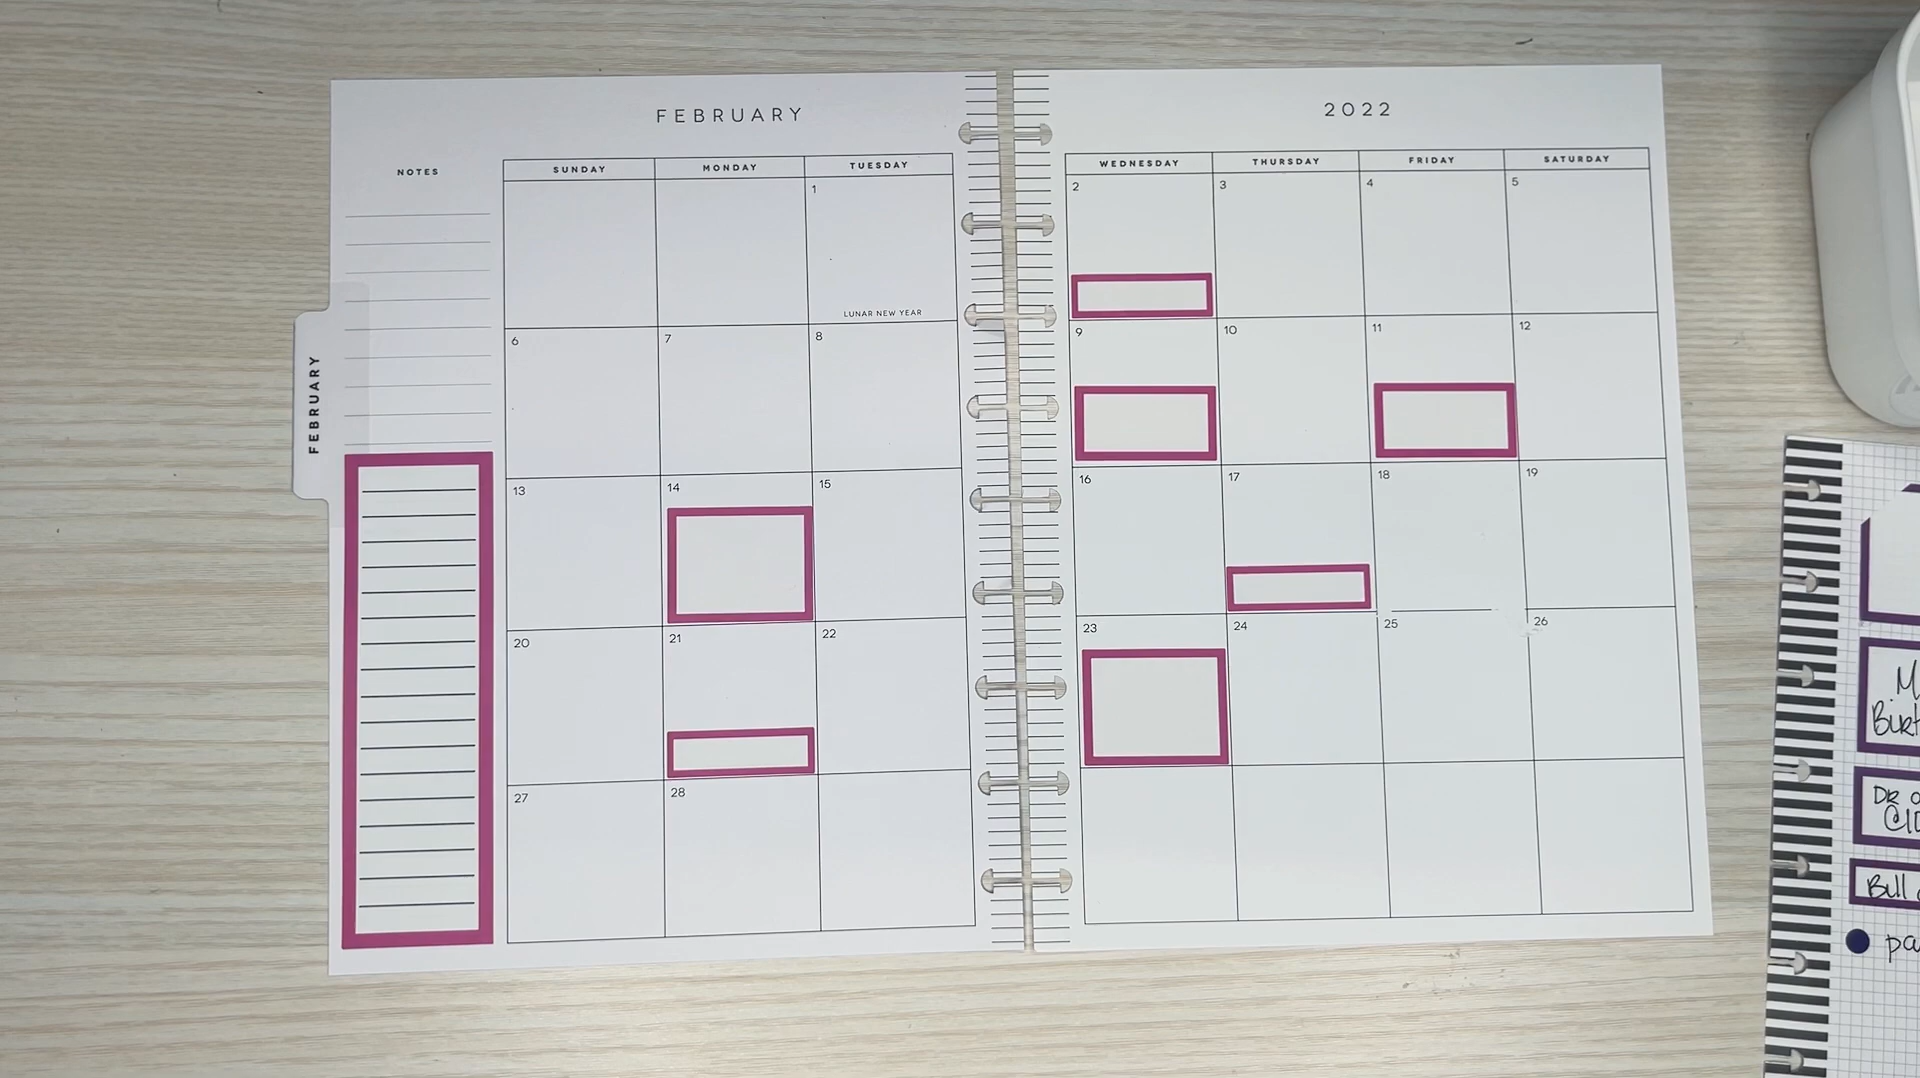 FEBRUARY
2022
NOTES
SUNDAY MONDAY TUESDAY WEDNESDAY THURSDAY FRIDAY SATURDAY
1 2 3 4 5
LUNAR NEW YEAR
6 7 8 9 10 11 12
FEBRUARY
13 14 15 16 17 18 19
20 21 22 23 24 25 26
27 28
Bill